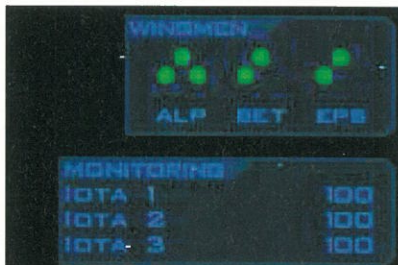 WINGMEN
ALP BET EPS
MONITORING
IOTA 1 100
IOTA 2 100
IOTA 3 100